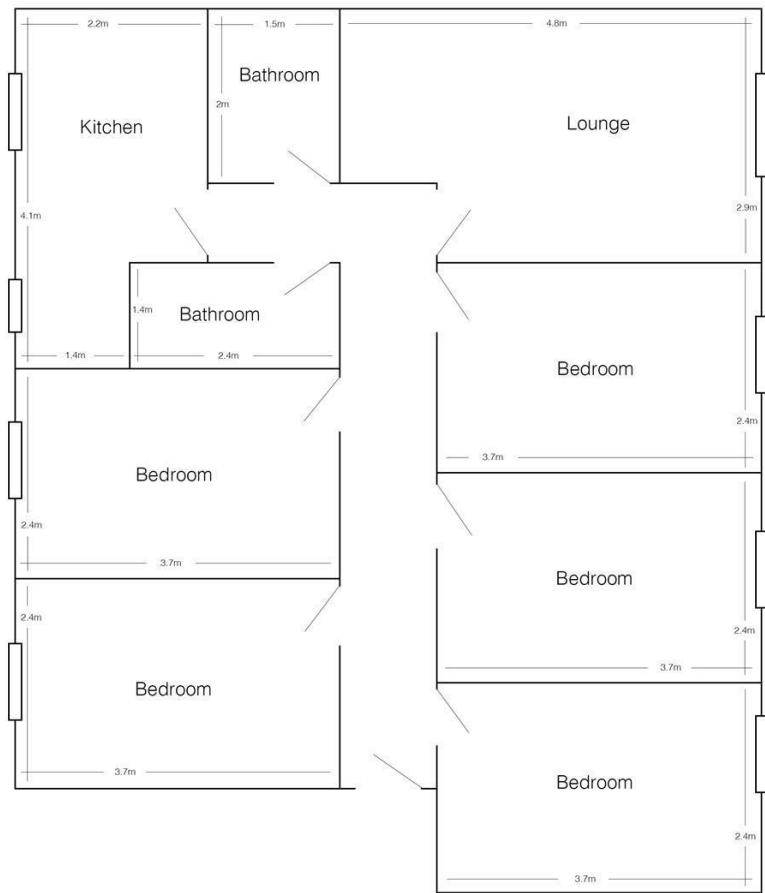 2.2m
1.5m
4.8m
Bathroom
2m
Kitchen
Lounge
4.1m
2.9m
1.4m
Bathroom
1.4m
2.4m
Bedroom
2.4m
3.7m
Bedroom
2.4m
3.7m
Bedroom
2.4m
3.7m
2.4m
Bedroom
3.7m
Bedroom
2.4m
3.7m